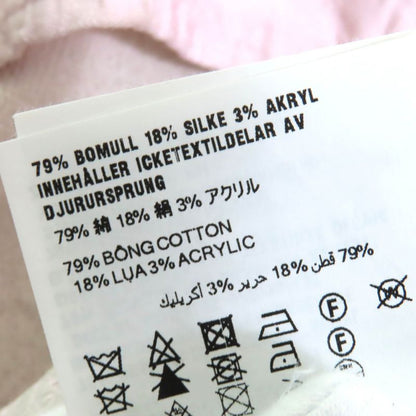 79% BOMULL 18% SILKE 3% AKRYL
INNEHÅLLER ICKETEXTILDELAR AV
DJURURSPRUNG
79% 綿 18% 絹 3% アクリル
79% BÔNG COTTON
18% LỤA 3% ACRYLIC
79% قطن 18% حرير 3% أكريليك
F
F